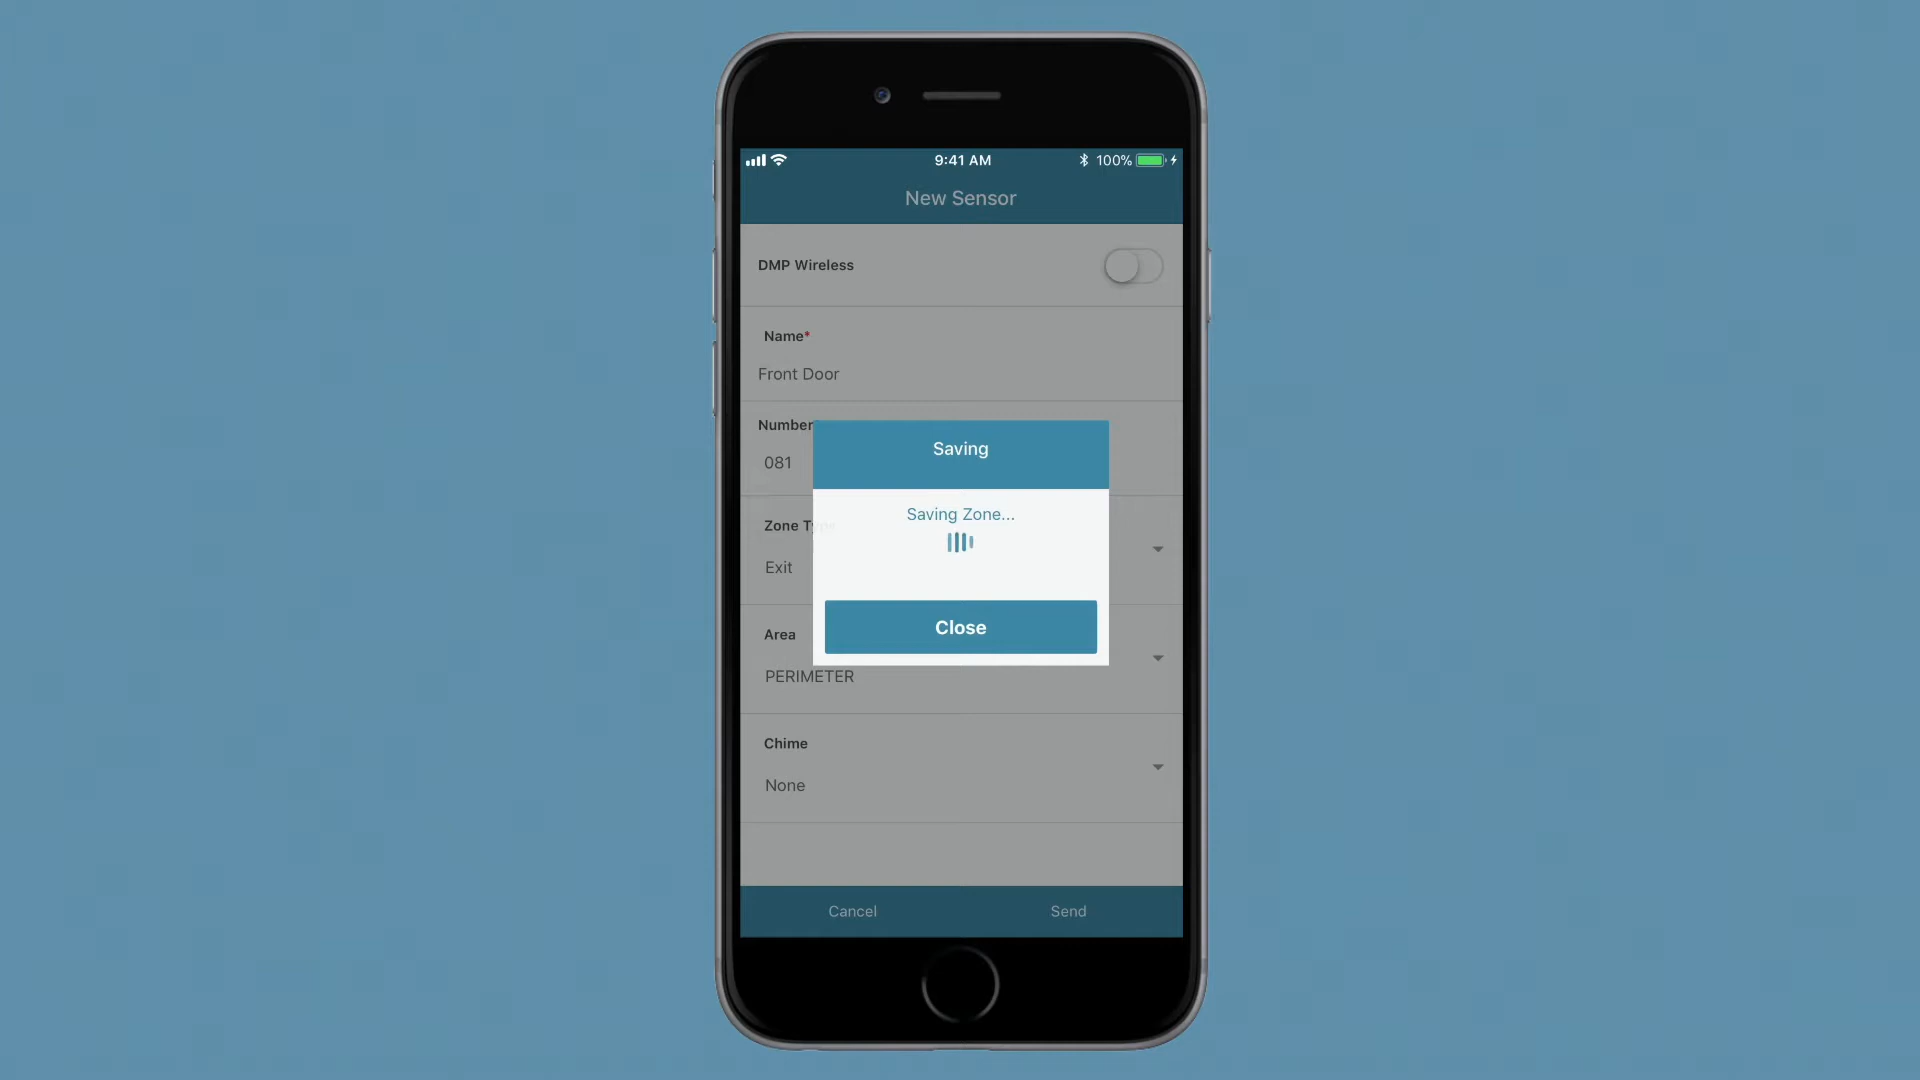 9:41 AM
100%
New Sensor
DMP Wireless
Name*
Front Door
Number
081
Saving
Saving Zone...
Close
Zone Type
Exit
Area
PERIMETER
Chime
None
Cancel
Send